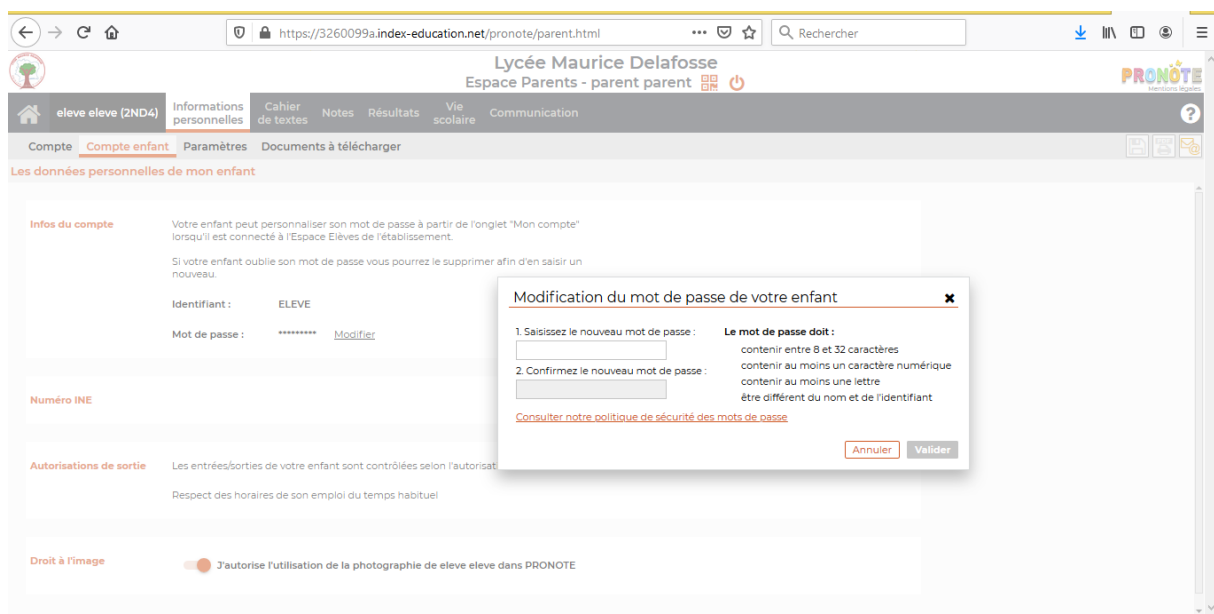 https://3260099a.index-education.net/pronote/parent.html
Rechercher
Lycée Maurice Delafosse
Espace Parents - parent parent
PRONOTE
Mentions légales
eleve eleve (2ND4)
Informations personnelles
Cahier de textes
Notes
Résultats
Vie scolaire
Communication
?
Compte
Compte enfant
Paramètres
Documents à télécharger
Les données personnelles de mon enfant
Infos du compte
Votre enfant peut personnaliser son mot de passe à partir de l'onglet "Mon compte"
lorsqu'il est connecté à l'Espace Elèves de l'établissement.
Si votre enfant oublie son mot de passe vous pourrez le supprimer afin d'en saisir un
nouveau.
Identifiant : ELEVE
Mot de passe : ********* Modifier
Modification du mot de passe de votre enfant
1. Saisissez le nouveau mot de passe :
2. Confirmez le nouveau mot de passe :
Le mot de passe doit :
contenir entre 8 et 32 caractères
contenir au moins un caractère numérique
contenir au moins une lettre
être différent du nom et de l'identifiant
Consulter notre politique de sécurité des mots de passe
Annuler
Valider
Numéro INE
Autorisations de sortie
Les entrées/sorties de votre enfant sont contrôlées selon l'autorisat
Respect des horaires de son emploi du temps habituel
Droit à l'image
J'autorise l'utilisation de la photographie de eleve eleve dans PRONOTE